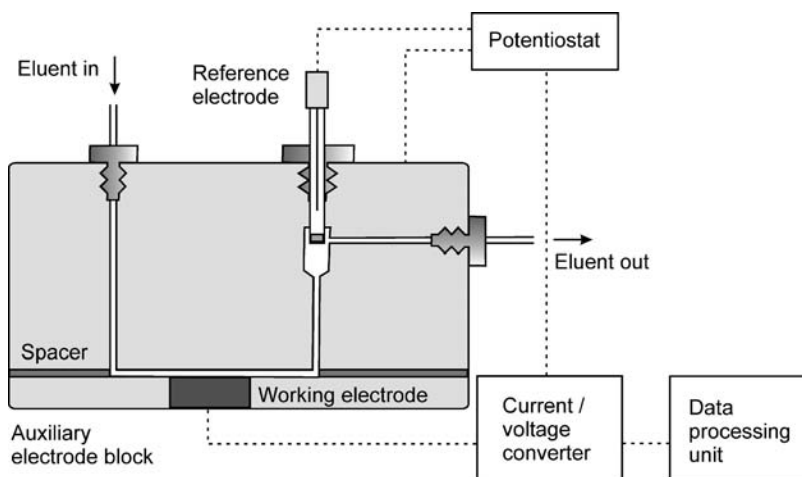 Eluent in
Reference
electrode
Potentiostat
Eluent out
Spacer
Working electrode
Auxiliary
electrode block
Current /
voltage
converter
Data
processing
unit